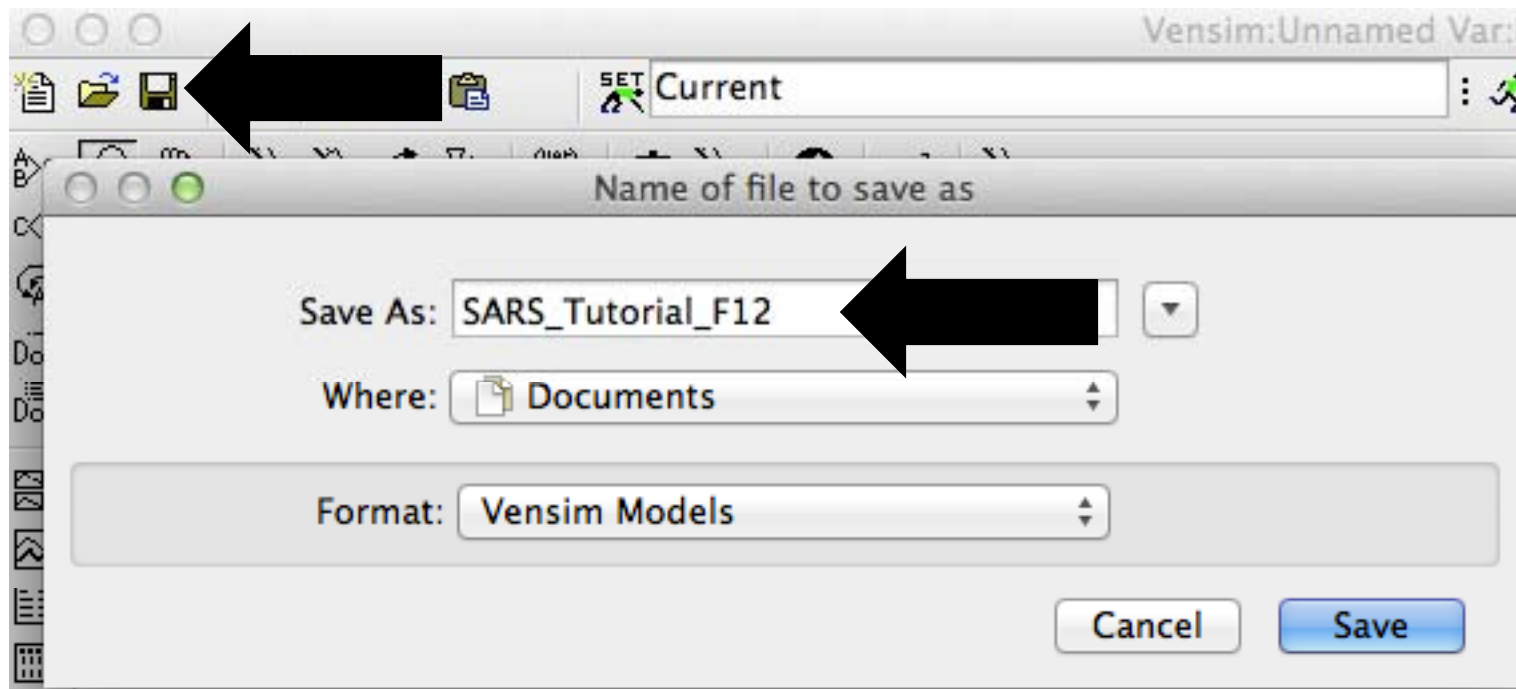 Vensim:Unnamed Var:
SET Current
A
B
Name of file to save as
Save As: SARS_Tutorial_F12
Where: Documents
Format: Vensim Models
Cancel Save